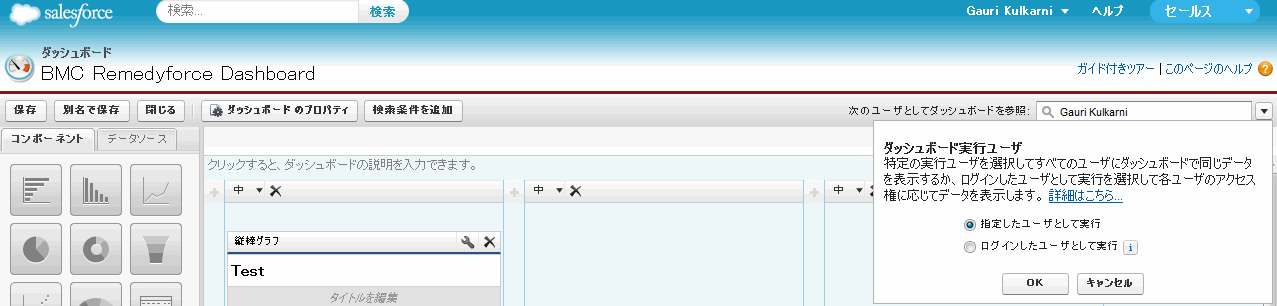 salesforce
検索...
検索
Gauri Kulkarni
ヘルプ
セールス
ダッシュボード
BMC Remedyforce Dashboard
ガイド付きツアー | このページのヘルプ
保存
別名で保存
閉じる
ダッシュボード のプロパティ
検索条件を追加
次のユーザとしてダッシュボードを参照:
Gauri Kulkarni
コンポーネント
データソース
クリックすると、ダッシュボードの説明を入力できます。
中
中
中
縦棒グラフ
Test
タイトルを編集
ダッシュボード実行ユーザ
特定の実行ユーザを選択してすべてのユーザにダッシュボードで同じデータ
を表示するか、ログインしたユーザとして実行を選択して各ユーザのアクセス
権に応じてデータを表示します。 詳細はこちら...
指定したユーザとして実行
ログインしたユーザとして実行
OK
キャンセル